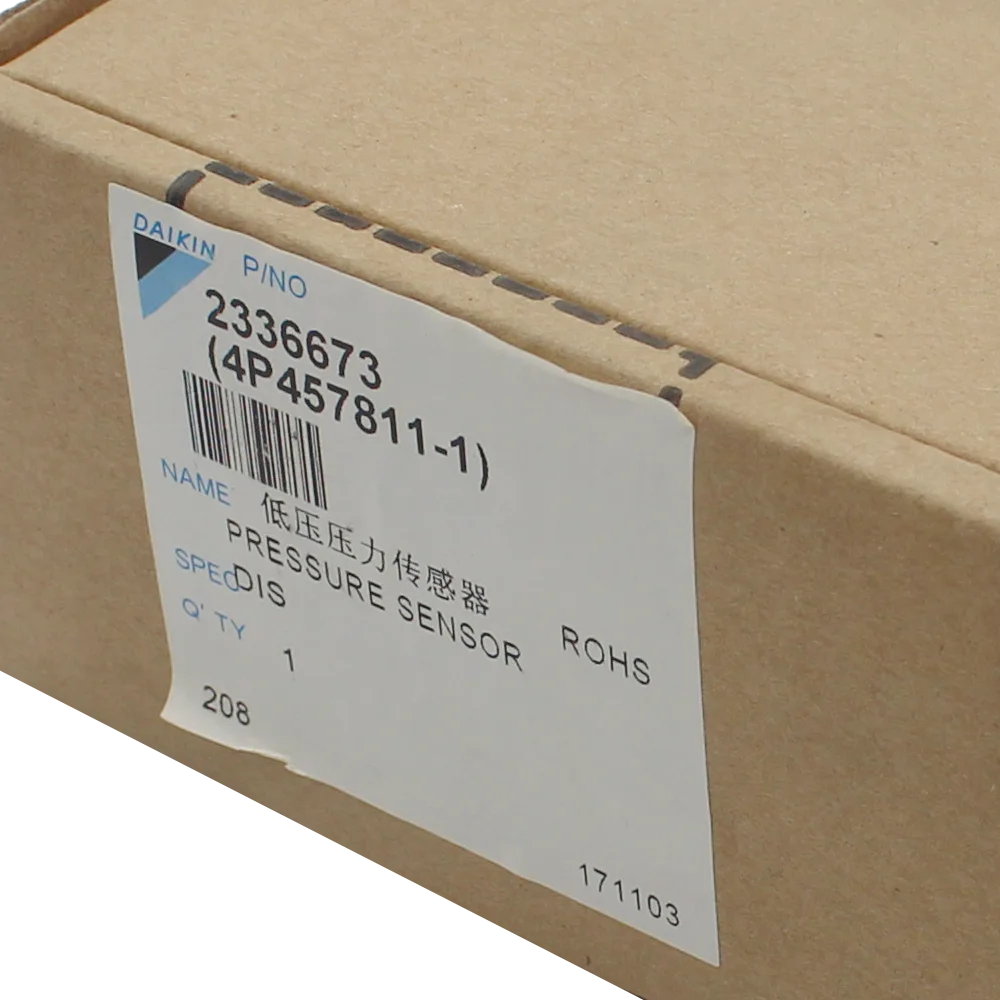 DAIKIN
P/NO
2336673
(4P457811-1)
NAME 低压压力传感器
PRESSURE SENSOR
SPEC DIS
ROHS
Q' TY
1
208
171103